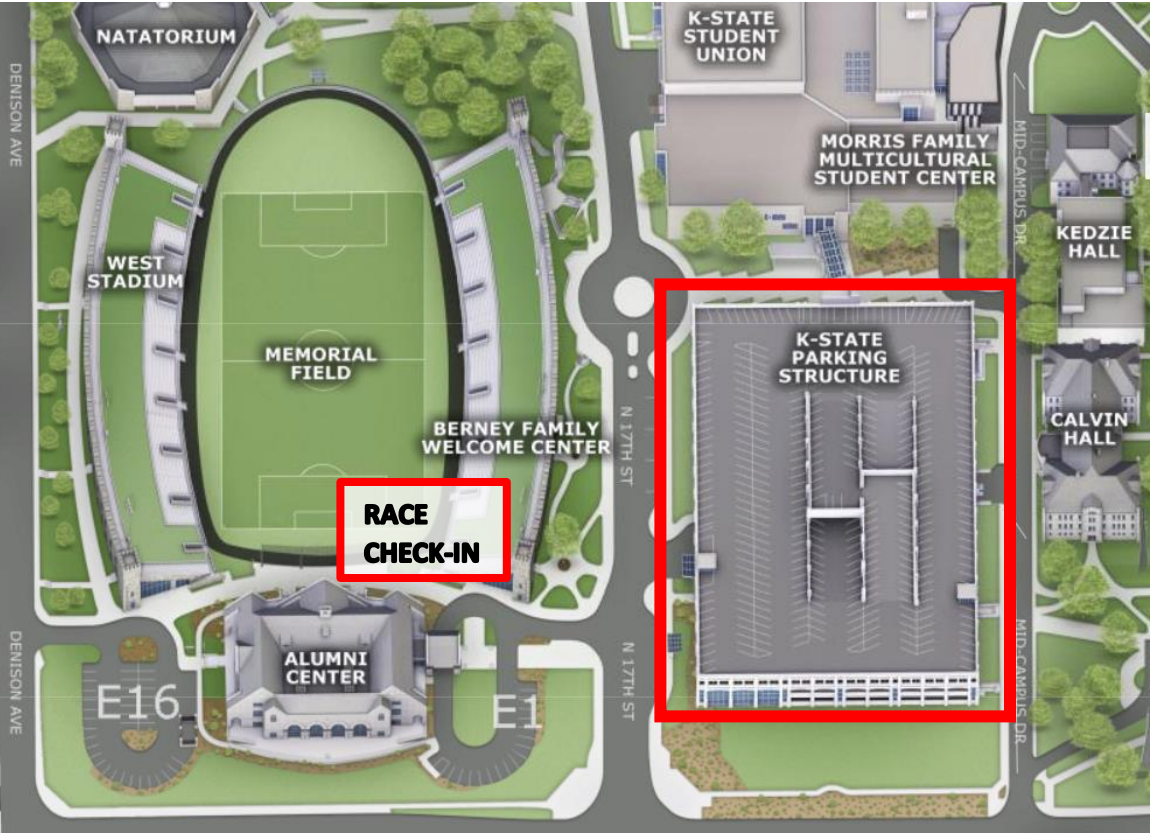 NATATORIUM
K-STATE
STUDENT
UNION
DENISON AVE
MORRIS FAMILY
MULTICULTURAL
STUDENT CENTER
MID-CAMPUS DR
KEDZIE
HALL
WEST
STADIUM
MEMORIAL
FIELD
K-STATE
PARKING
STRUCTURE
BERNEY FAMILY
WELCOME CENTER
N 17TH ST
CALVIN
HALL
RACE
CHECK-IN
DENISON AVE
ALUMNI
CENTER
N 17TH ST
MID-CAMPUS DR
E16
E1